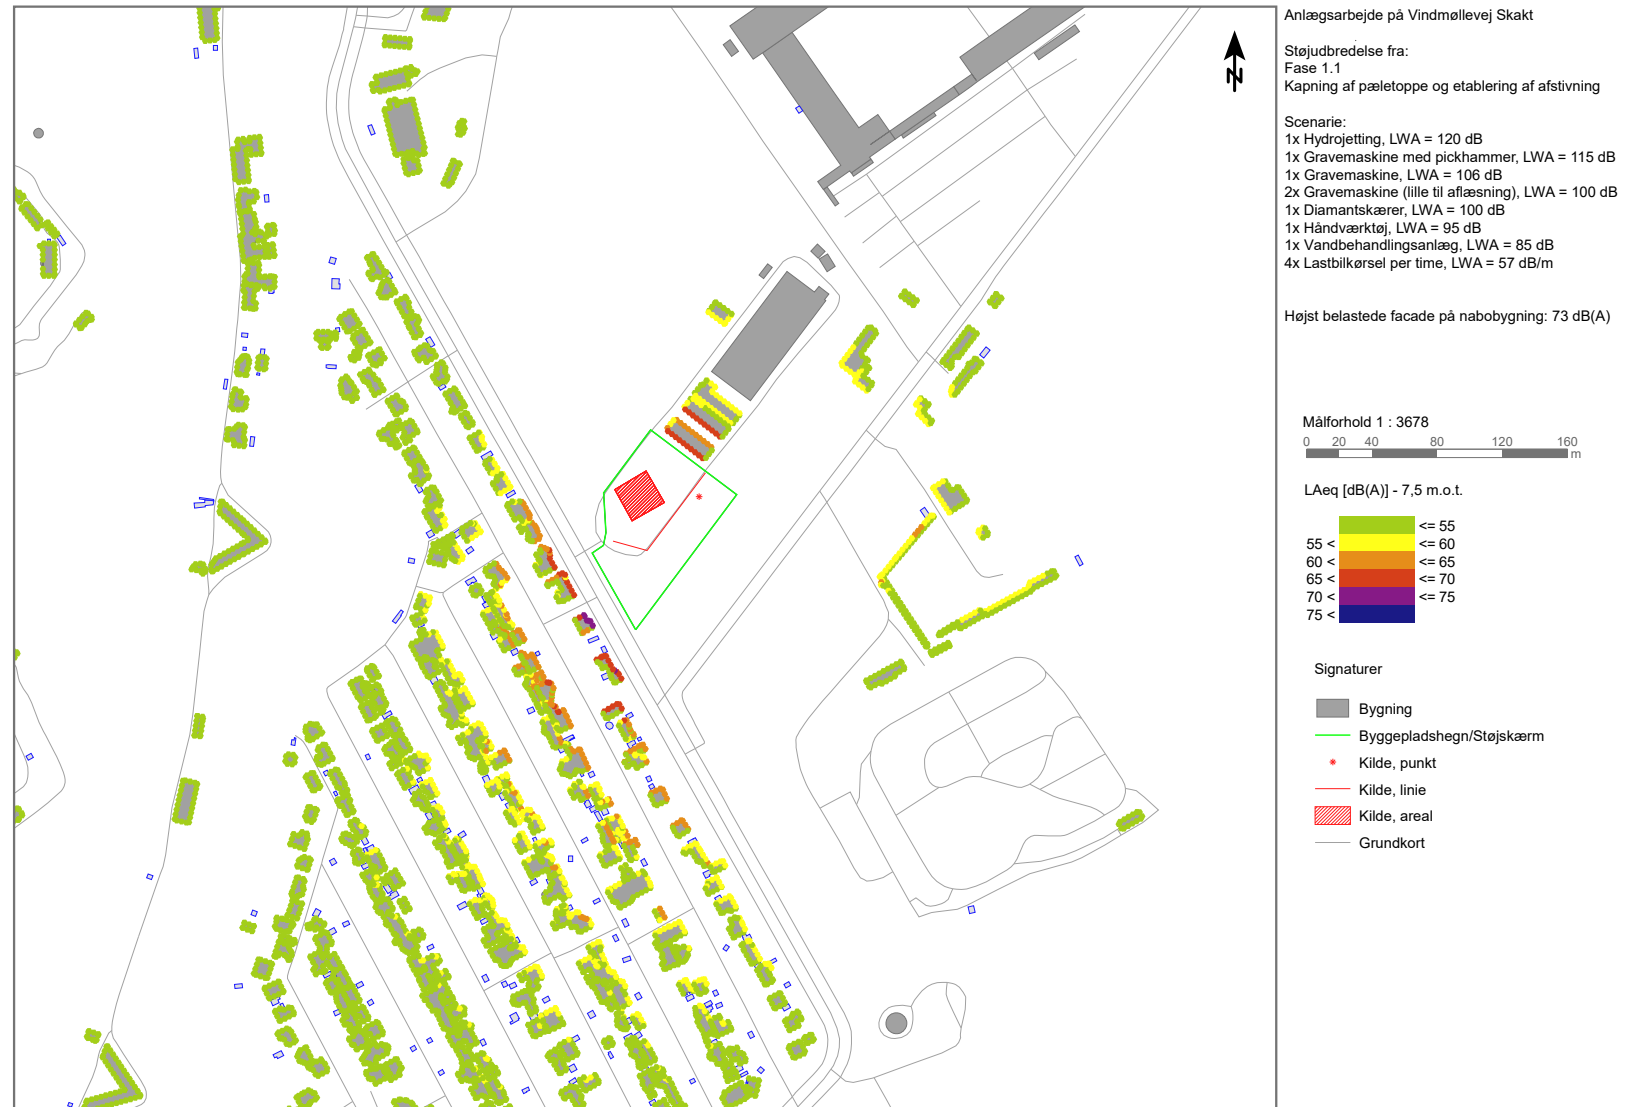 Anlægsarbejde på Vindmøllevej Skakt
Støjudbredelse fra:
Fase 1.1
Kapning af pæletoppe og etablering af afstivning
Scenarie:
1x Hydrojetting, LWA = 120 dB
1x Gravemaskine med pickhammer, LWA = 115 dB
1x Gravemaskine, LWA = 106 dB
2x Gravemaskine (lille til aflæsning), LWA = 100 dB
1x Diamantskærer, LWA = 100 dB
1x Håndværktøj, LWA = 95 dB
1x Vandbehandlingsanlæg, LWA = 85 dB
4x Lastbilkørsel per time, LWA = 57 dB/m
Højst belastede facade på nabobygning: 73 dB(A)
N
Målforhold 1 : 3678
0 20 40 80 120 160
m
LAeq [dB(A)] - 7,5 m.o.t.
<= 55
55 < <= 60
60 < <= 65
65 < <= 70
70 < <= 75
75 <
Signaturer
Bygning
Byggepladshegn/Støjskærm
Kilde, punkt
Kilde, linie
Kilde, areal
Grundkort